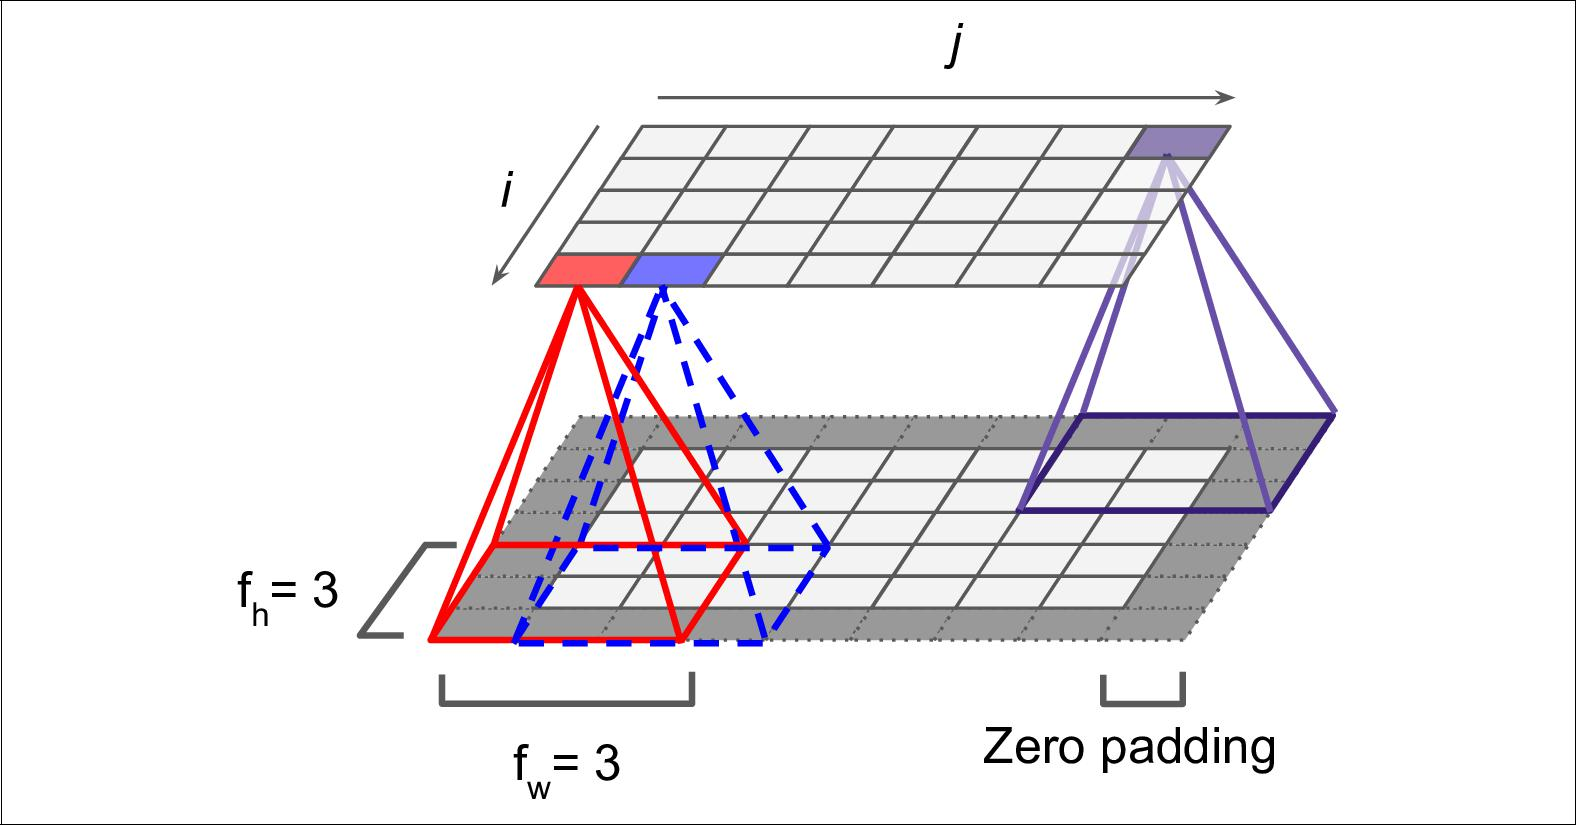 j
i
fh= 3
fw= 3
Zero padding